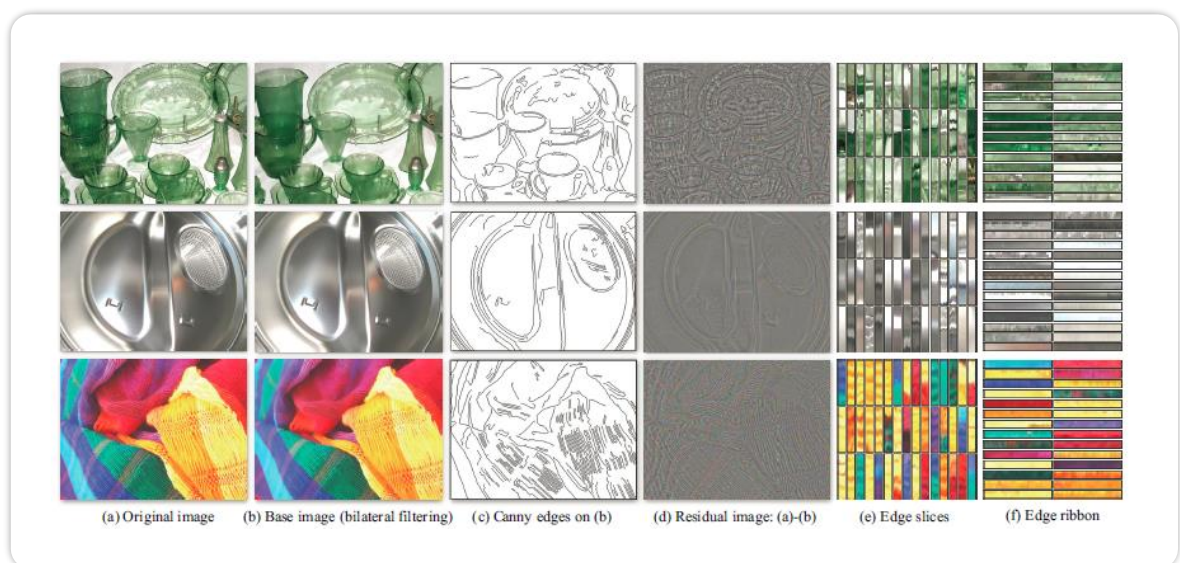 (a) Original image
(b) Base image (bilateral filtering)
(c) Canny edges on (b)
(d) Residual image: (a)-(b)
(e) Edge slices
(f) Edge ribbon